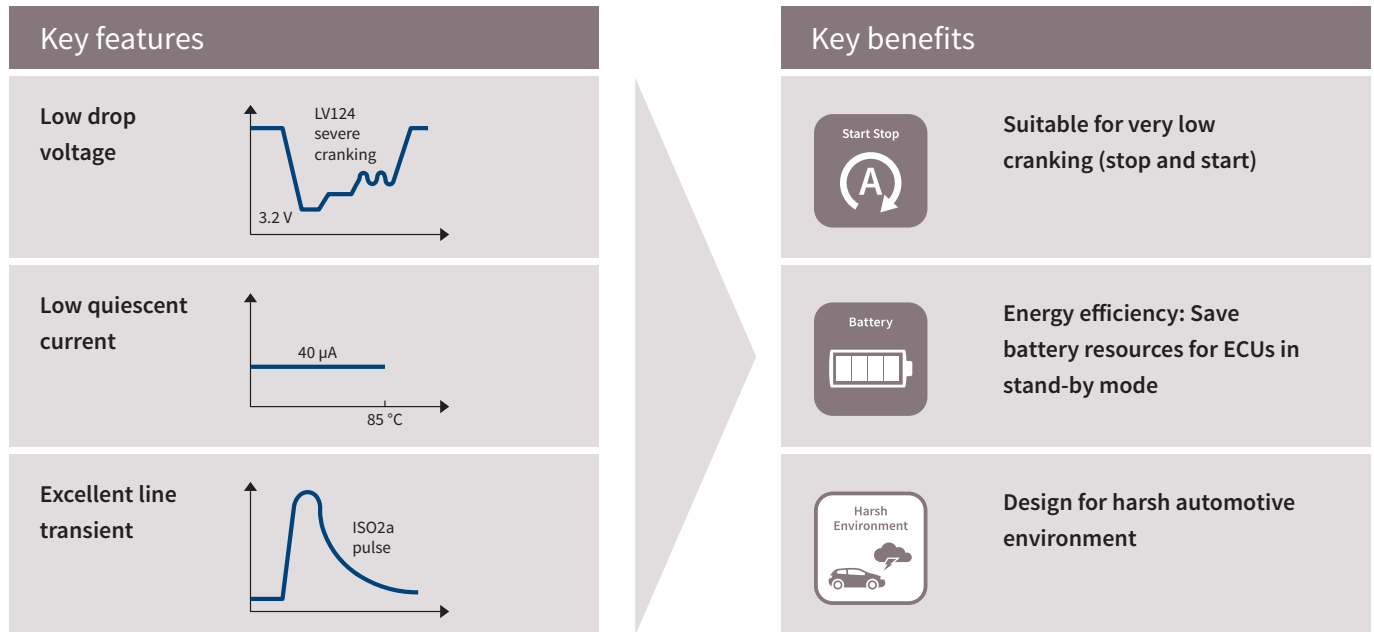 Key features
Low drop
voltage
LV124
severe
cranking
3.2 V
Low quiescent
current
40 µA
85 °C
Excellent line
transient
ISO2a
pulse
Key benefits
Start Stop
A
Suitable for very low
cranking (stop and start)
Battery
Energy efficiency: Save
battery resources for ECUs in
stand-by mode
Harsh
Environment
Design for harsh automotive
environment